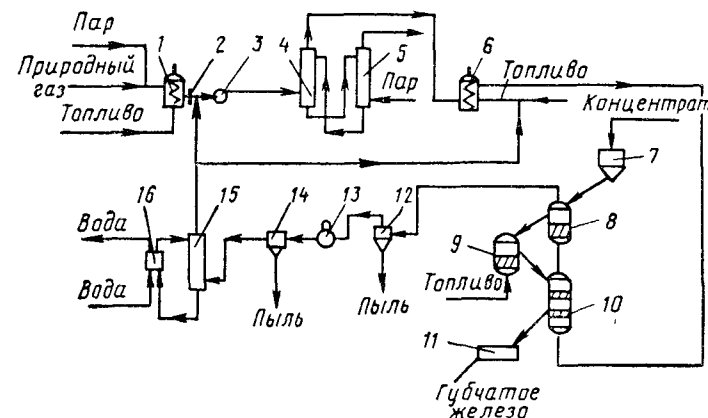 Пар
1
2
3
4
5
6
Природный
газ
Топливо
Топливо
Пар
Концентрат
7
8
9
10
11
12
13
14
15
16
Вода
Вода
Пыль
Пыль
Топливо
Губчатое
железо